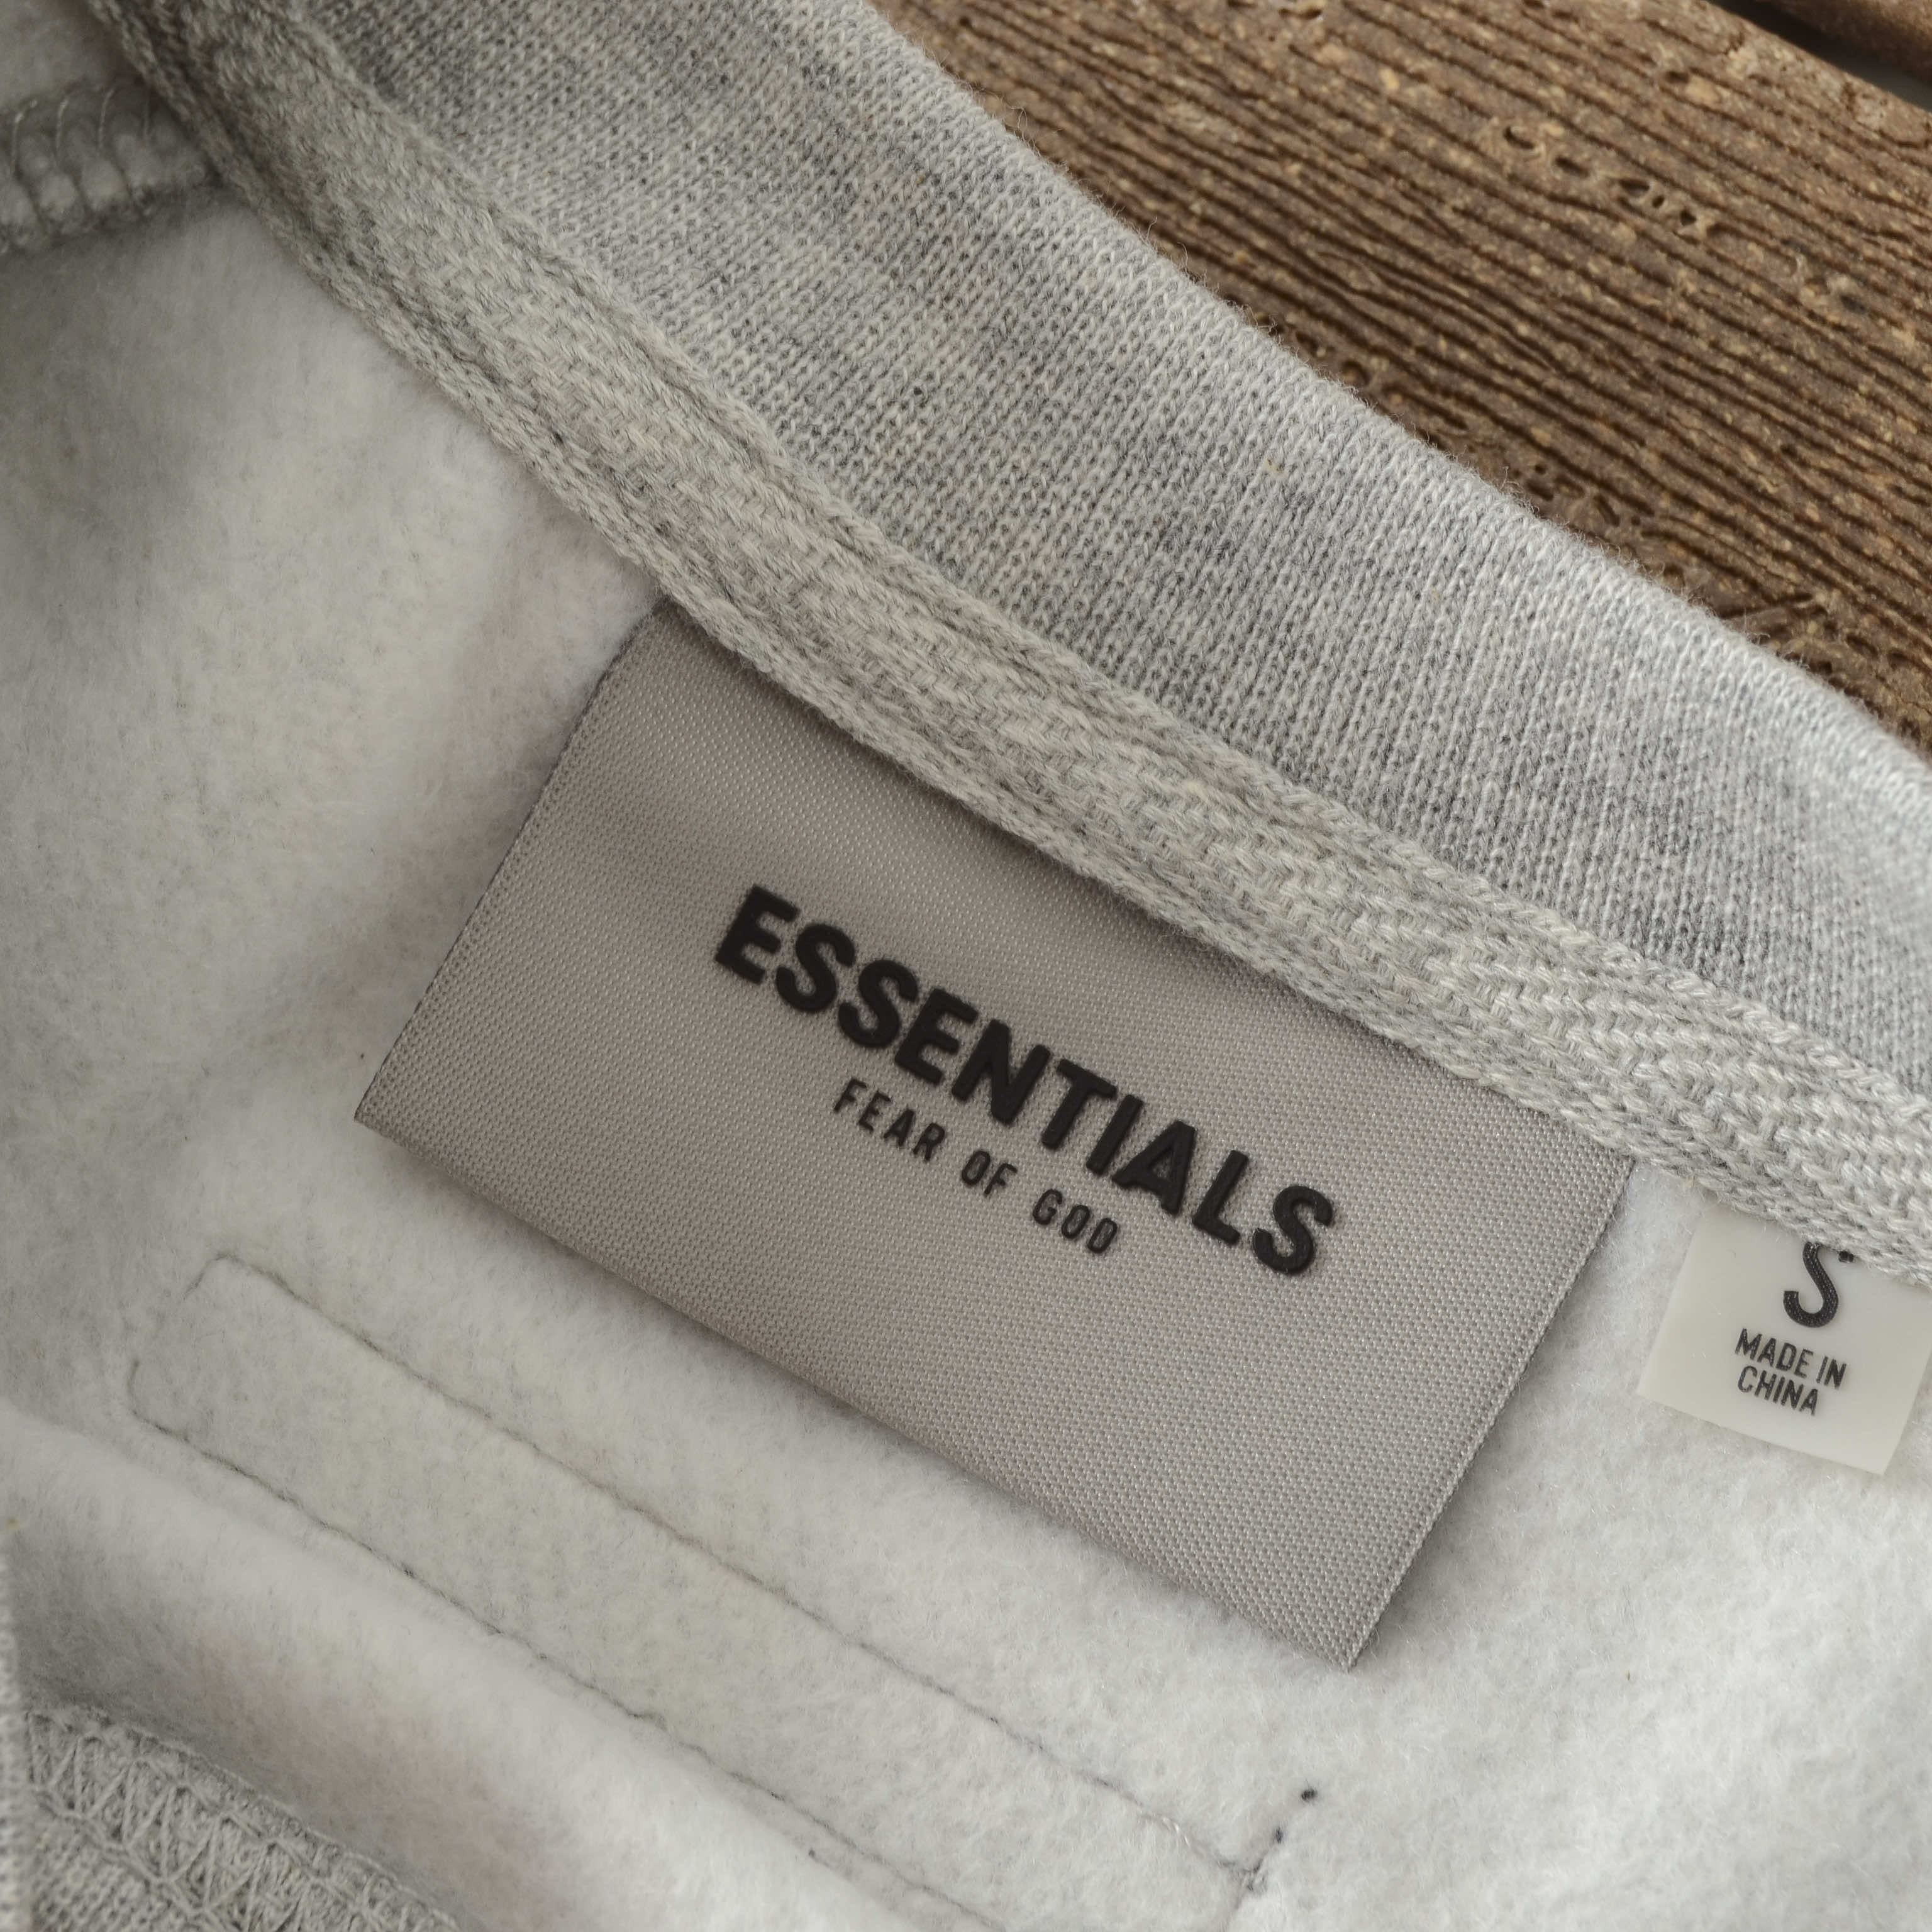 ESSENTIALS
FEAR OF GOD
S
MADE IN
CHINA